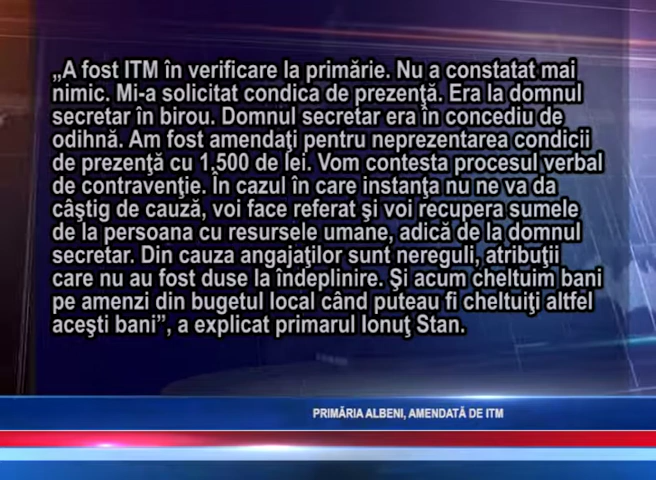 „A fost ITM în verificare la primărie. Nu a constatat mai
nimic. Mi-a solicitat condica de prezenţă. Era la domnul
secretar în birou. Domnul secretar era în concediu de
odihnă. Am fost amendaţi pentru neprezentarea condicii
de prezenţă cu 1.500 de lei. Vom contesta procesul verbal
de contravenţie. În cazul în care instanţa nu ne va da
câştig de cauză, voi face referat şi voi recupera sumele
de la persoana cu resursele umane, adică de la domnul
secretar. Din cauza angajaţilor sunt nereguli, atribuţii
care nu au fost duse la îndeplinire. Şi acum cheltuim bani
pe amenzi din bugetul local când puteau fi cheltuiţi altfel
aceşti bani”, a explicat primarul Ionuţ Stan.
PRIMĂRIA ALBENI, AMENDATĂ DE ITM